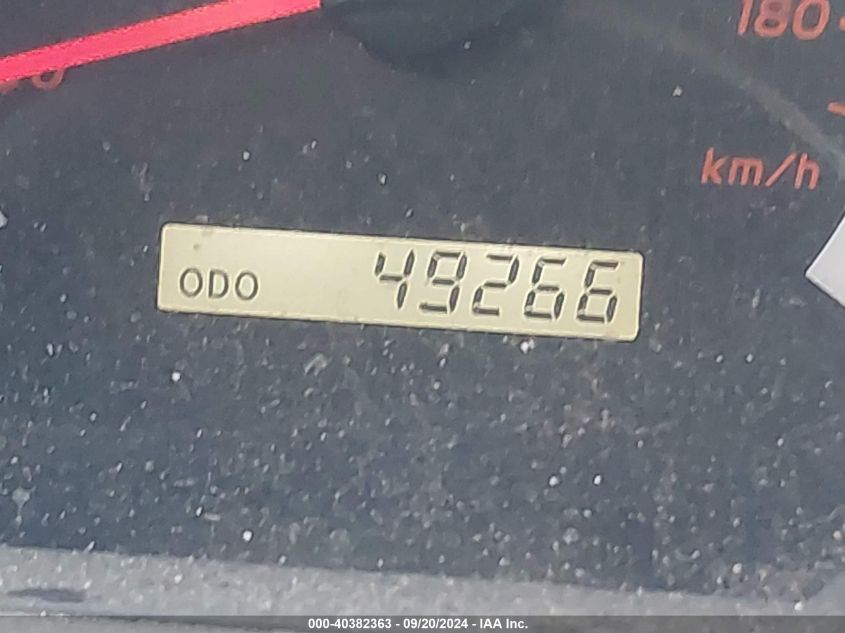 180
km/h
ODO 49266
000-40382363 - 09/20/2024 - IAA Inc.